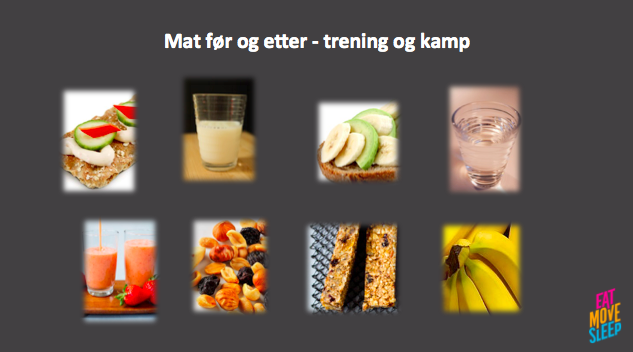 Mat før og etter - trening og kamp
EAT
MOVE
SLEEP